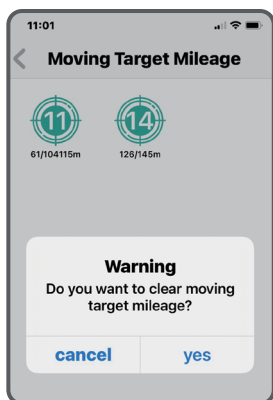 11:01
Moving Target Mileage
11 14
61/104115m 126/145m
Warning
Do you want to clear moving
target mileage?
cancel yes